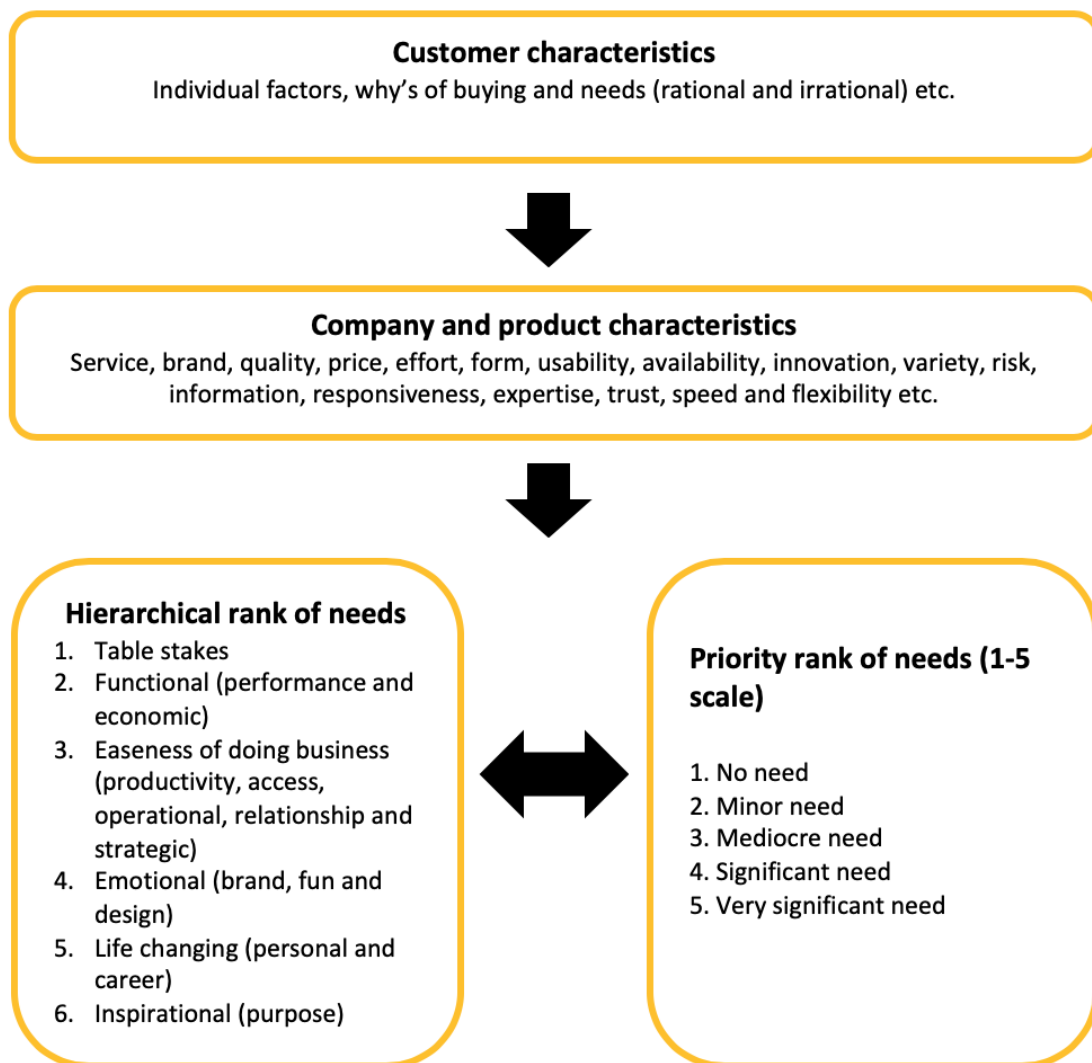 Customer characteristics
Individual factors, why's of buying and needs (rational and irrational) etc.
Company and product characteristics
Service, brand, quality, price, effort, form, usability, availability, innovation, variety, risk,
information, responsiveness, expertise, trust, speed and flexibility etc.
Hierarchical rank of needs
1. Table stakes
2. Functional (performance and
economic)
3. Easeness of doing business
(productivity, access,
operational, relationship and
strategic)
4. Emotional (brand, fun and
design)
5. Life changing (personal and
career)
6. Inspirational (purpose)
Priority rank of needs (1-5
scale)
1. No need
2. Minor need
3. Mediocre need
4. Significant need
5. Very significant need